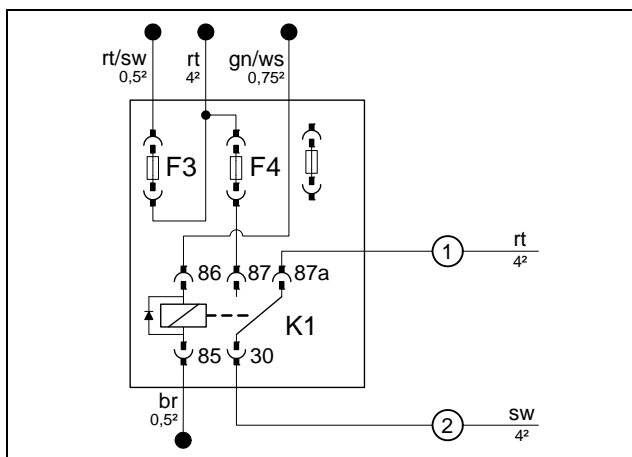 rt/sw
0,5²
rt
4²
gn/ws
0,75²
F3
F4
86
87
87a
1
rt
4²
K1
85
30
br
0,5²
2
sw
4²